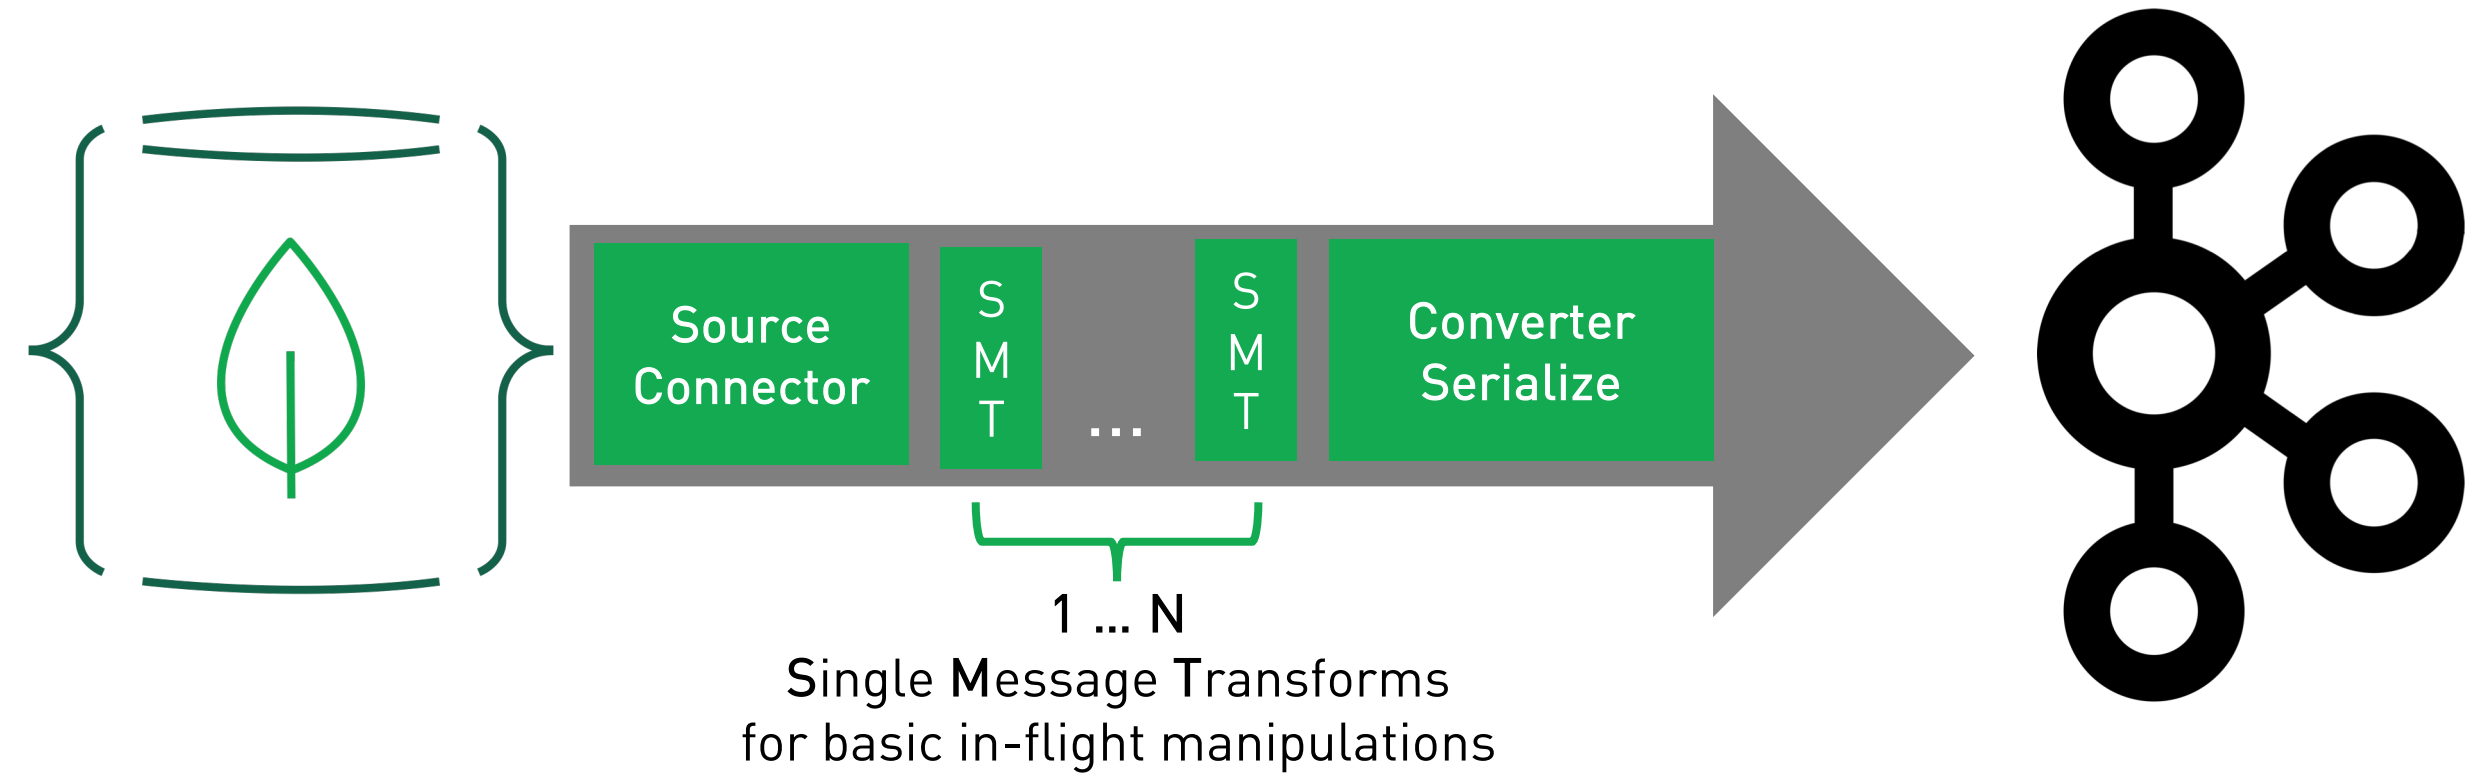 Source
Connector
S
M
T
...
S
M
T
Converter
Serialize
1 ... N
Single Message Transforms
for basic in-flight manipulations